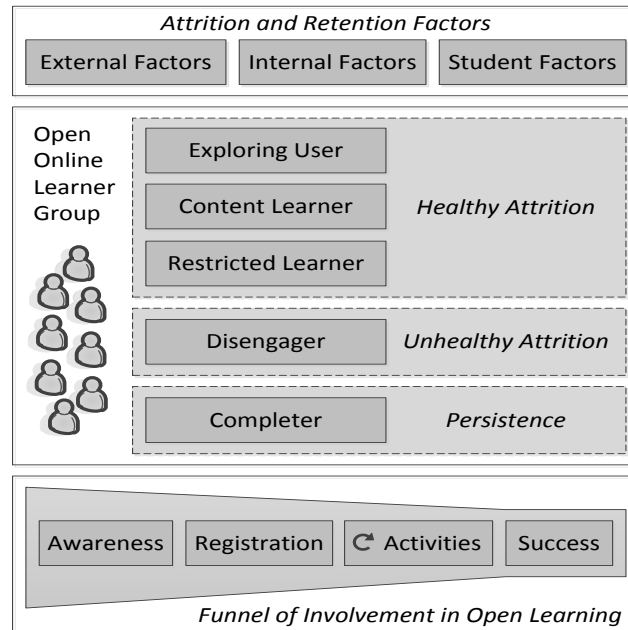 Attrition and Retention Factors
External Factors
Internal Factors
Student Factors
Open
Online
Learner
Group
Exploring User
Content Learner
Restricted Learner
Healthy Attrition
Disengager
Unhealthy Attrition
Completer
Persistence
Awareness
Registration
Activities
Success
Funnel of Involvement in Open Learning